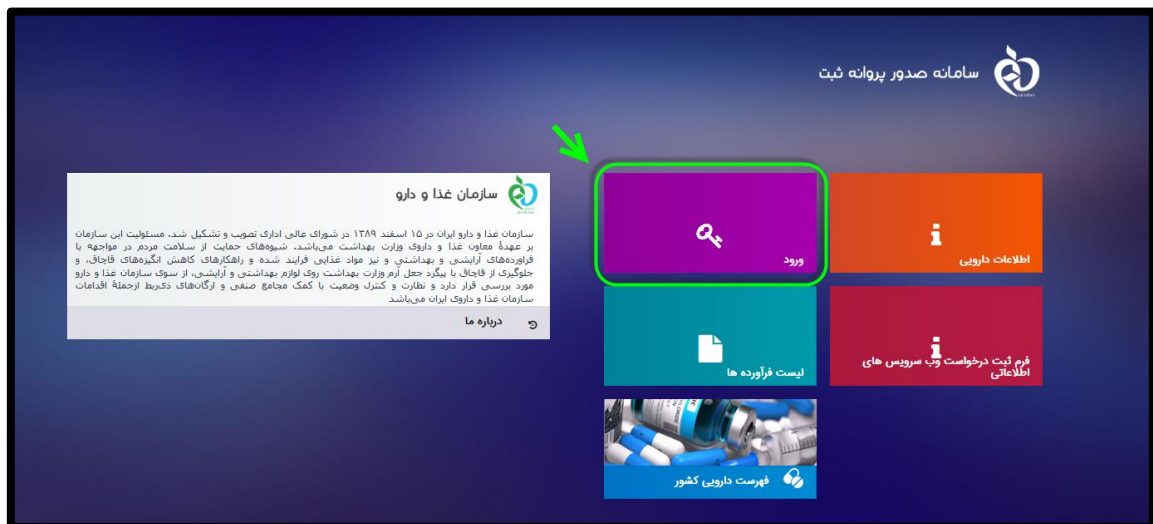 سامانه صدور پروانه ثبت
اطلاعات دارویی
ورود
فرم ثبت درخواست وب سرویس های
اطلاعاتی
لیست فرآورده ها
فهرست دارویی کشور
سازمان غذا و دارو
سازمان غذا و دارو ایران در ۱۵ اسفند ۱۳۸۹ در شورای عالی اداری تصویب و تشکیل شد. مسئولیت این سازمان
بر عهدهٔ معاون غذا و داروی وزارت بهداشت می‌باشد. شیوه‌های حمایت از سلامت مردم در مواجهه با
فراورده‌های آرایشی و بهداشتی و نیز مواد غذایی فرایند شده و راهکارهای کاهش انگیزه‌های قاچاق، و
جلوگیری از قاچاق با پیگرد جعل آرم وزارت بهداشت روی لوازم بهداشتی و آرایشی، از سوی سازمان غذا و دارو
مورد بررسی قرار دارد و نظارت و کنترل وضعیت با کمک مجامع صنفی و ارگان‌های ذی‌ربط ازجملهٔ اقدامات
سازمان غذا و داروی ایران می‌باشد
درباره ما